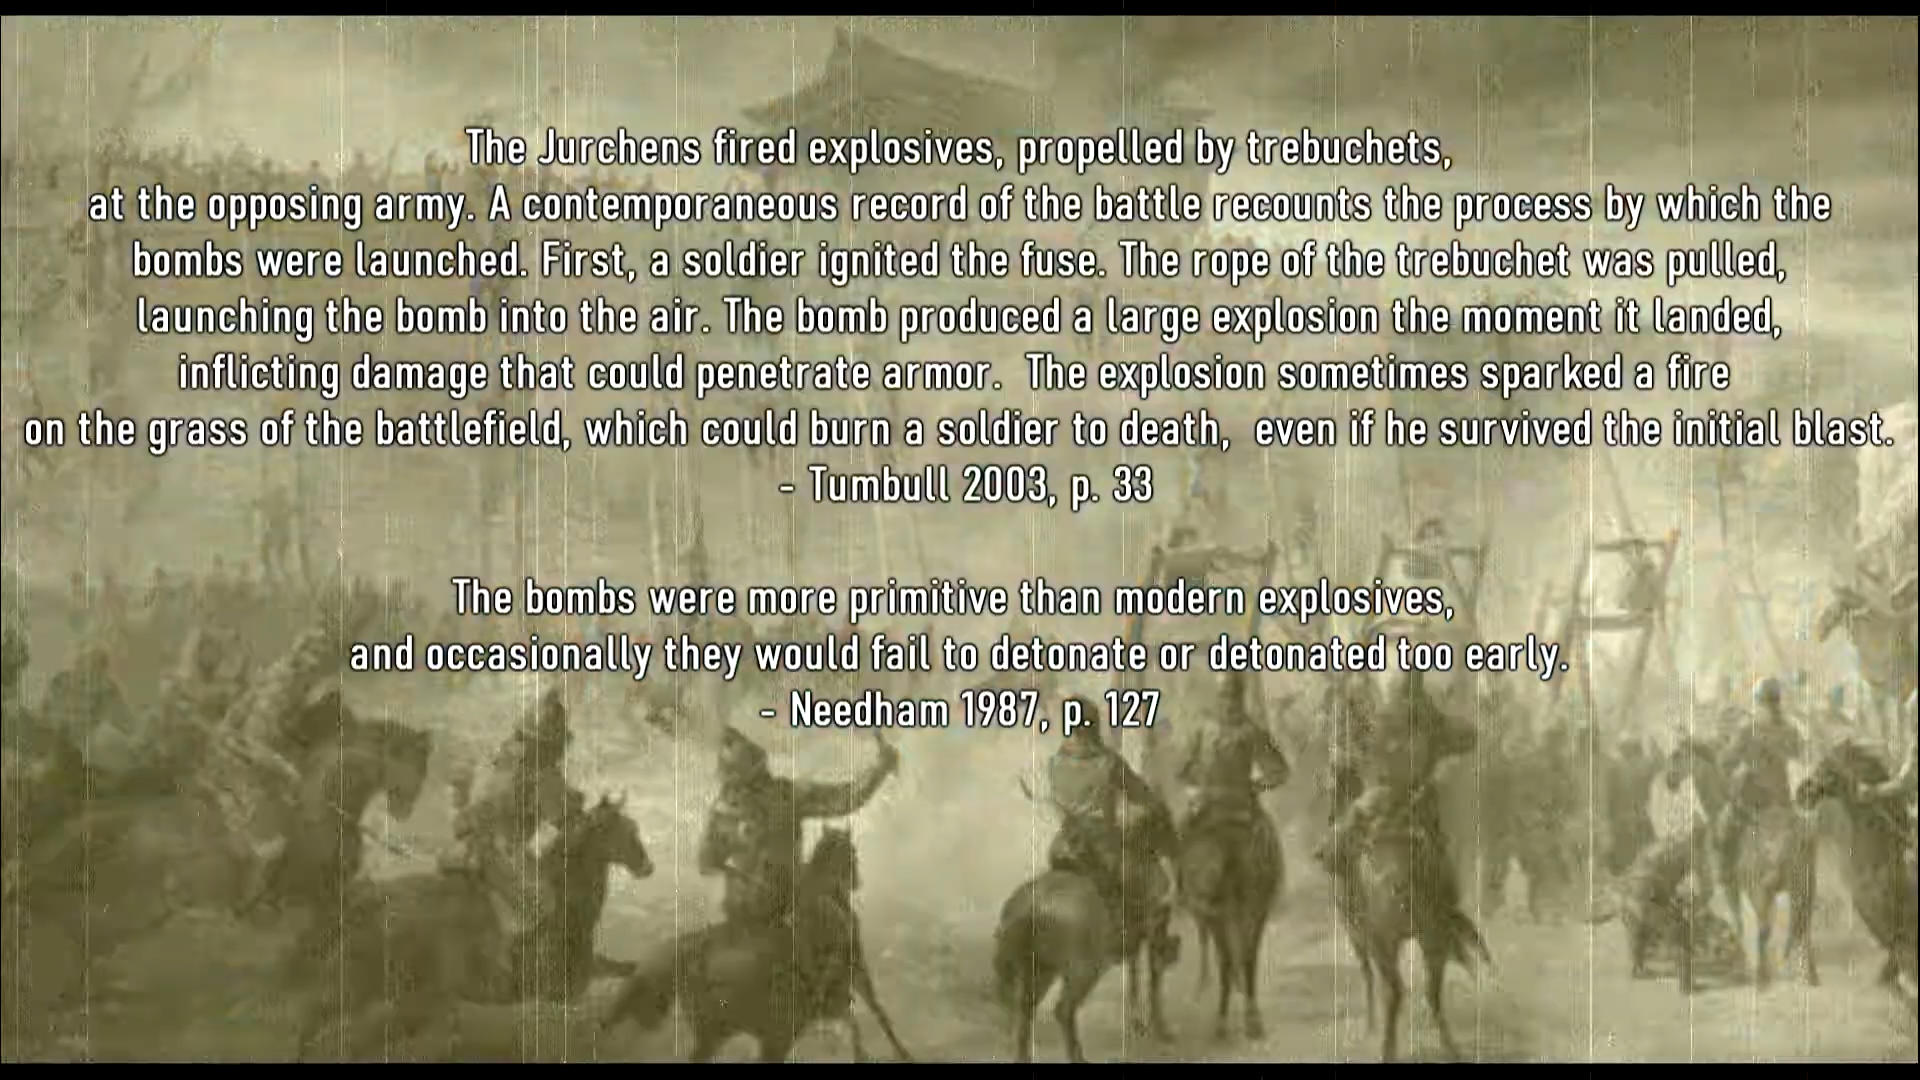 The Jurchens fired explosives, propelled by trebuchets,
at the opposing army. A contemporaneous record of the battle recounts the process by which the
bombs were launched. First, a soldier ignited the fuse. The rope of the trebuchet was pulled,
launching the bomb into the air. The bomb produced a large explosion the moment it landed,
inflicting damage that could penetrate armor.  The explosion sometimes sparked a fire
on the grass of the battlefield, which could burn a soldier to death,  even if he survived the initial blast.
- Tumbull 2003, p. 33
The bombs were more primitive than modern explosives,
and occasionally they would fail to detonate or detonated too early.
- Needham 1987, p. 127